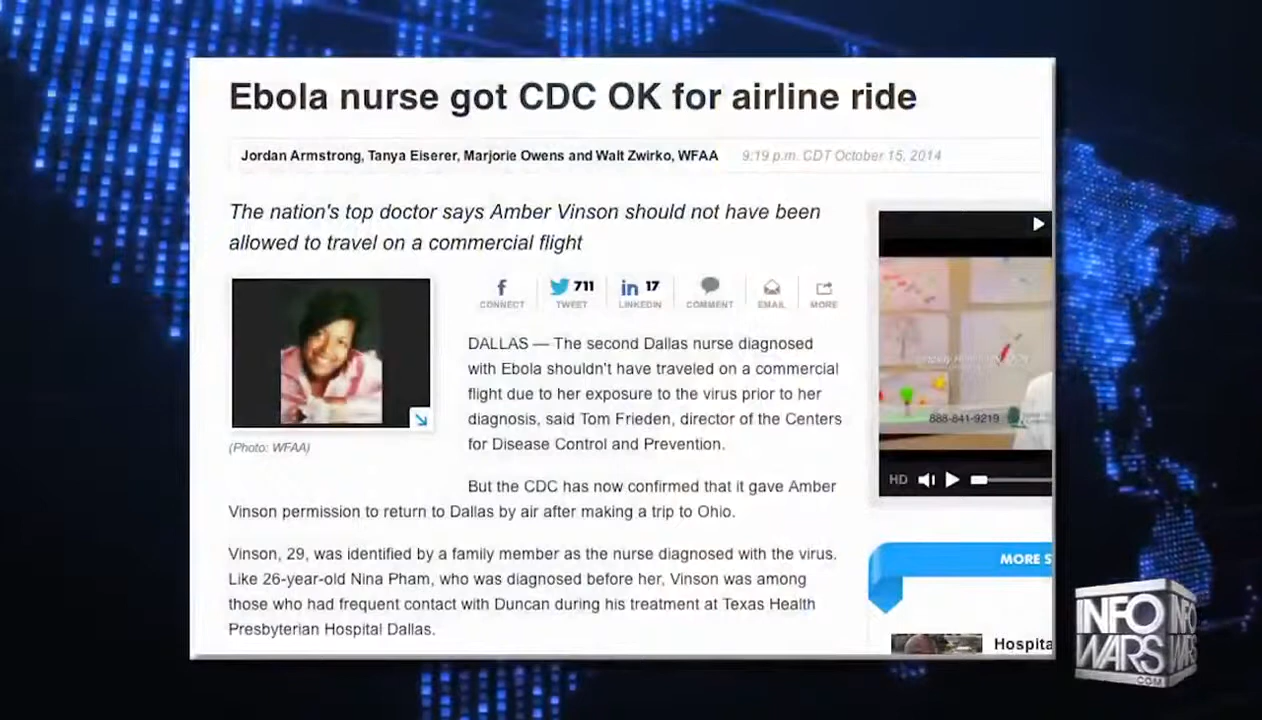 Ebola nurse got CDC OK for airline ride
Jordan Armstrong, Tanya Eiserer, Marjorie Owens and Walt Zwirko, WFAA 9:19 p.m. CDT October 15, 2014
The nation's top doctor says Amber Vinson should not have been
allowed to travel on a commercial flight
711 17
CONNECT TWEET LINKEDIN COMMENT EMAIL MORE
DALLAS — The second Dallas nurse diagnosed
with Ebola shouldn't have traveled on a commercial
flight due to her exposure to the virus prior to her
diagnosis, said Tom Frieden, director of the Centers
for Disease Control and Prevention.
(Photo: WFAA)
But the CDC has now confirmed that it gave Amber
Vinson permission to return to Dallas by air after making a trip to Ohio.
Vinson, 29, was identified by a family member as the nurse diagnosed with the virus.
Like 26-year-old Nina Pham, who was diagnosed before her, Vinson was among
those who had frequent contact with Duncan during his treatment at Texas Health
Presbyterian Hospital Dallas.
888-841-9219
HD
MORE S
Hospita
INFO
WARS
.COM
INFO
WARS